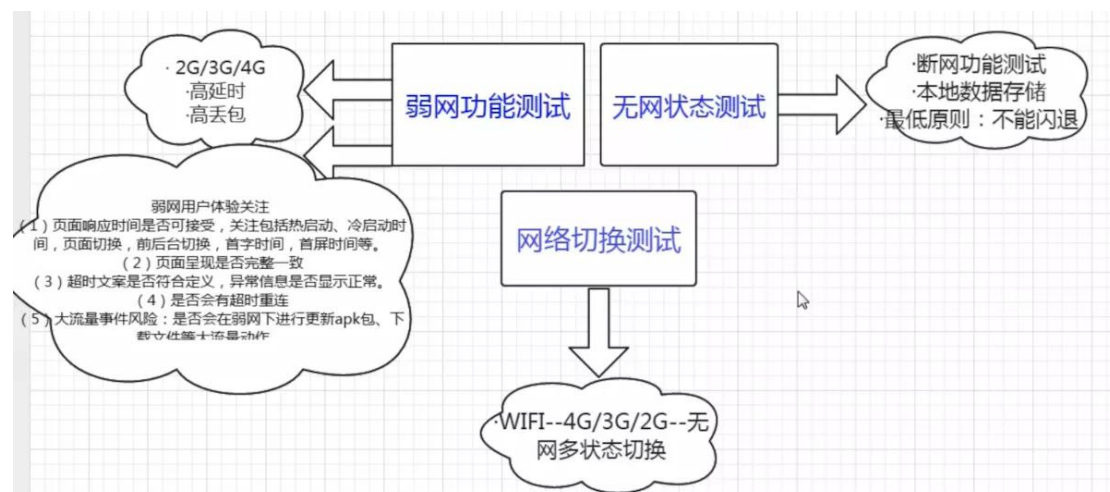 · 2G/3G/4G
·高延时
·高丢包
弱网功能测试
无网状态测试
·断网功能测试
·本地数据存储
·最低原则：不能闪退
弱网用户体验关注
（1）页面响应时间是否可接受，关注包括热启动、冷启动时
间，页面切换，前后台切换，首字时间，首屏时间等。
（2）页面呈现是否完整一致
（3）超时文案是否符合定义，异常信息是否显示正常。
（4）是否会有超时重连
（5）大流量事件风险：是否会在弱网下进行更新apk包、下
载文件等大流量动作
网络切换测试
·WIFI--4G/3G/2G--无
网多状态切换